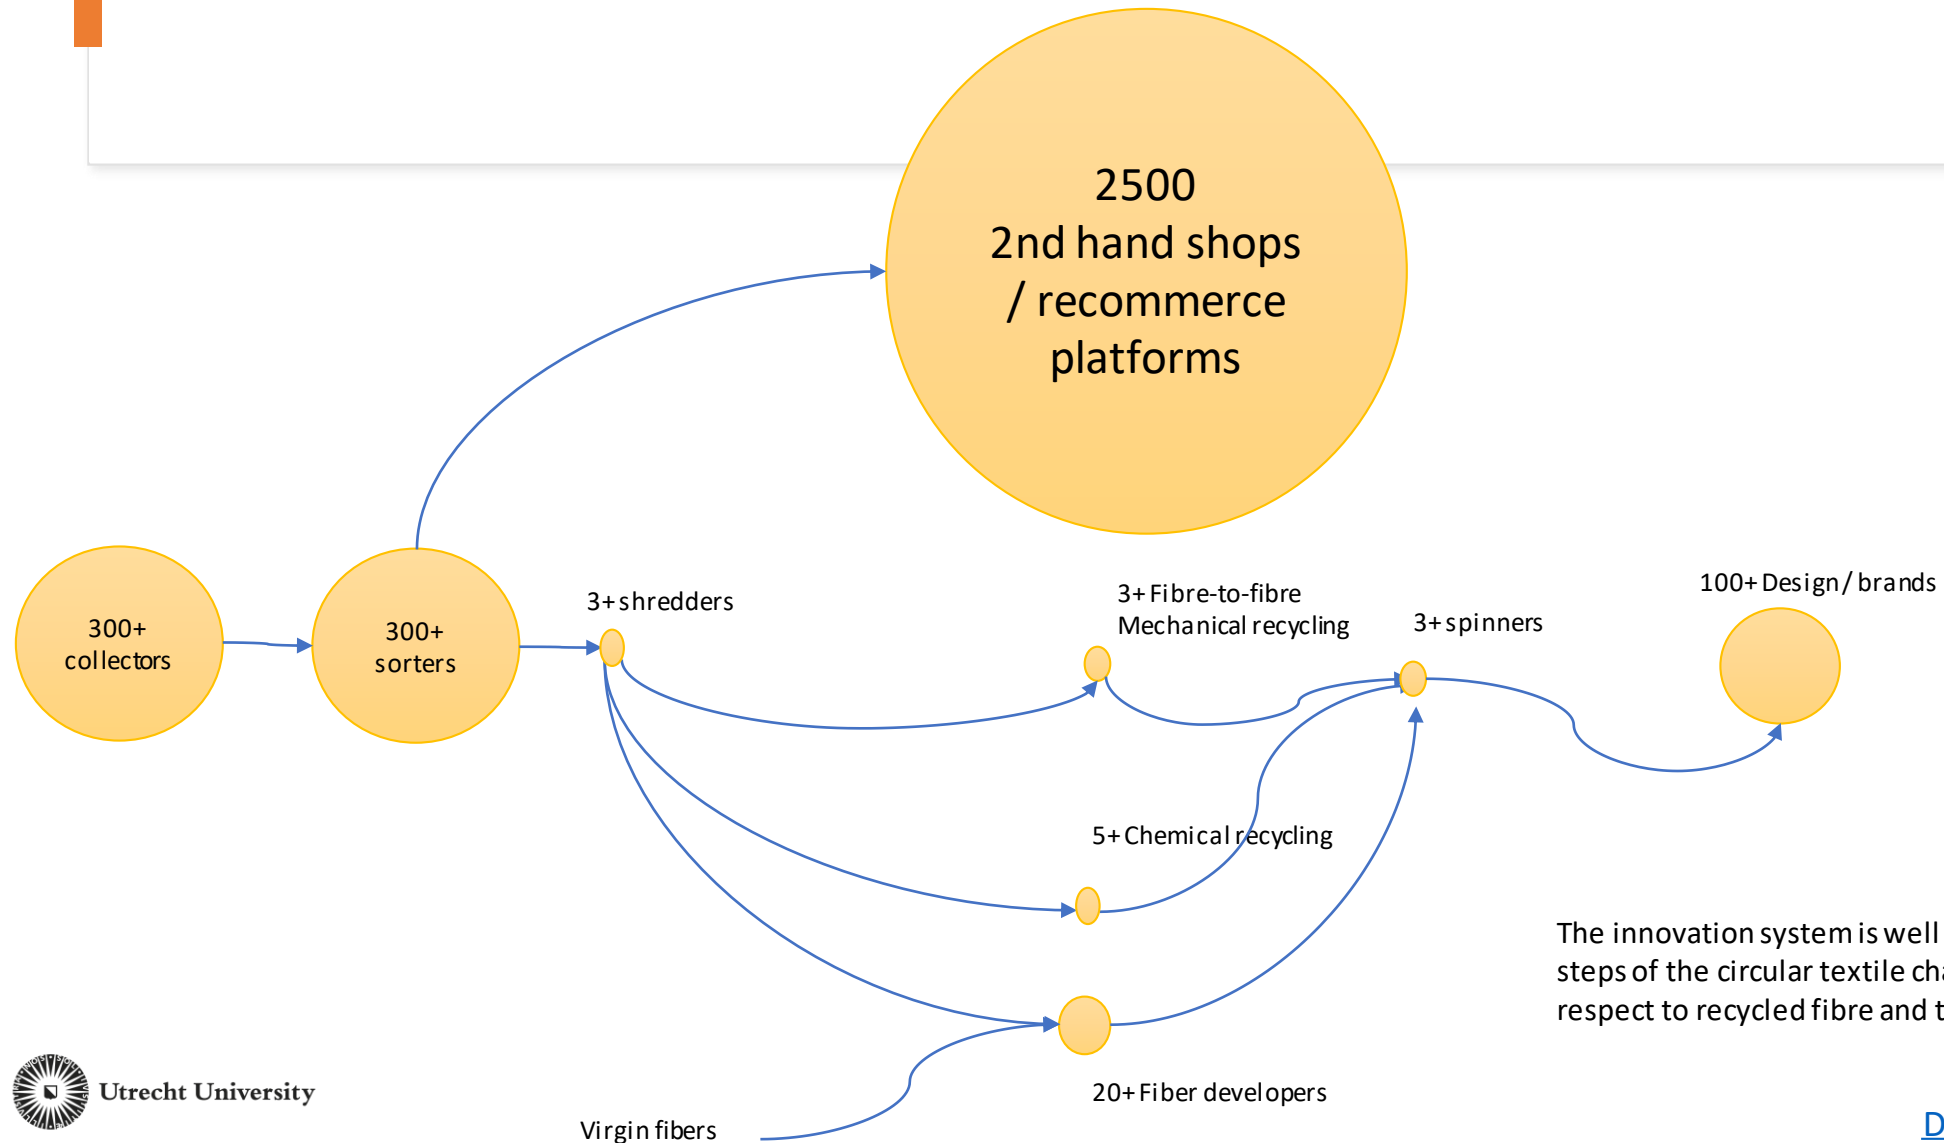 2500
2nd hand shops
/ recommerce
platforms
300+
collectors
300+
sorters
3+ shredders
3+ Fibre-to-fibre
Mechanical recycling
3+ spinners
100+ Design / brands
5+ Chemical recycling
The innovation system is well
steps of the circular textile
respect to recycled fibre and
20+ Fiber developers
Virgin fibers
Utrecht University